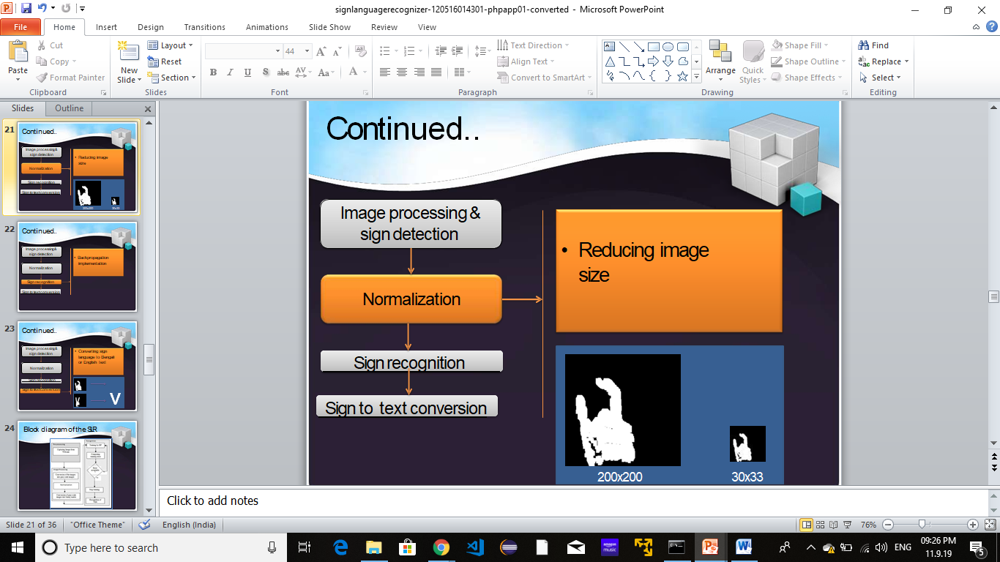 signlanguagerecognizer-120516014301-phpapp01-converted - Microsoft PowerPoint
File Home Insert Design Transitions Animations Slide Show Review View
Paste
Cut
Copy
Format Painter
Clipboard
New
Slide
Layout
Reset
Section
Slides
44
A A
B I U S abc AV Aa A
Font
Text Direction
Align Text
Convert to SmartArt
Paragraph
Arrange
Quick
Styles
Shape Fill
Shape Outline
Shape Effects
Drawing
Find
Replace
Select
Editing
Slides Outline
21
Continued..
Image processing &
sign detection
Normalization
Sign recognition
Sign to text conversion
• Reducing image
size
200x200 30x33
22
Continued..
Image processing &
sign detection
Normalization
Sign recognition
Sign to text conversion
• Backpropagation
implementation
23
Continued..
Image processing &
sign detection
Normalization
Sign recognition
Sign to text conversion
• Converting sign
language to Bengali
or English text
V
24
Block diagram of the SLR
Continued..
Image processing &
sign detection
Normalization
Sign recognition
Sign to text conversion
• Reducing image
size
200x200 30x33
Click to add notes
Slide 21 of 36 "Office Theme" English (India) 76%
Type here to search
amazon
music
ENG
09:26 PM
11.9.19
5